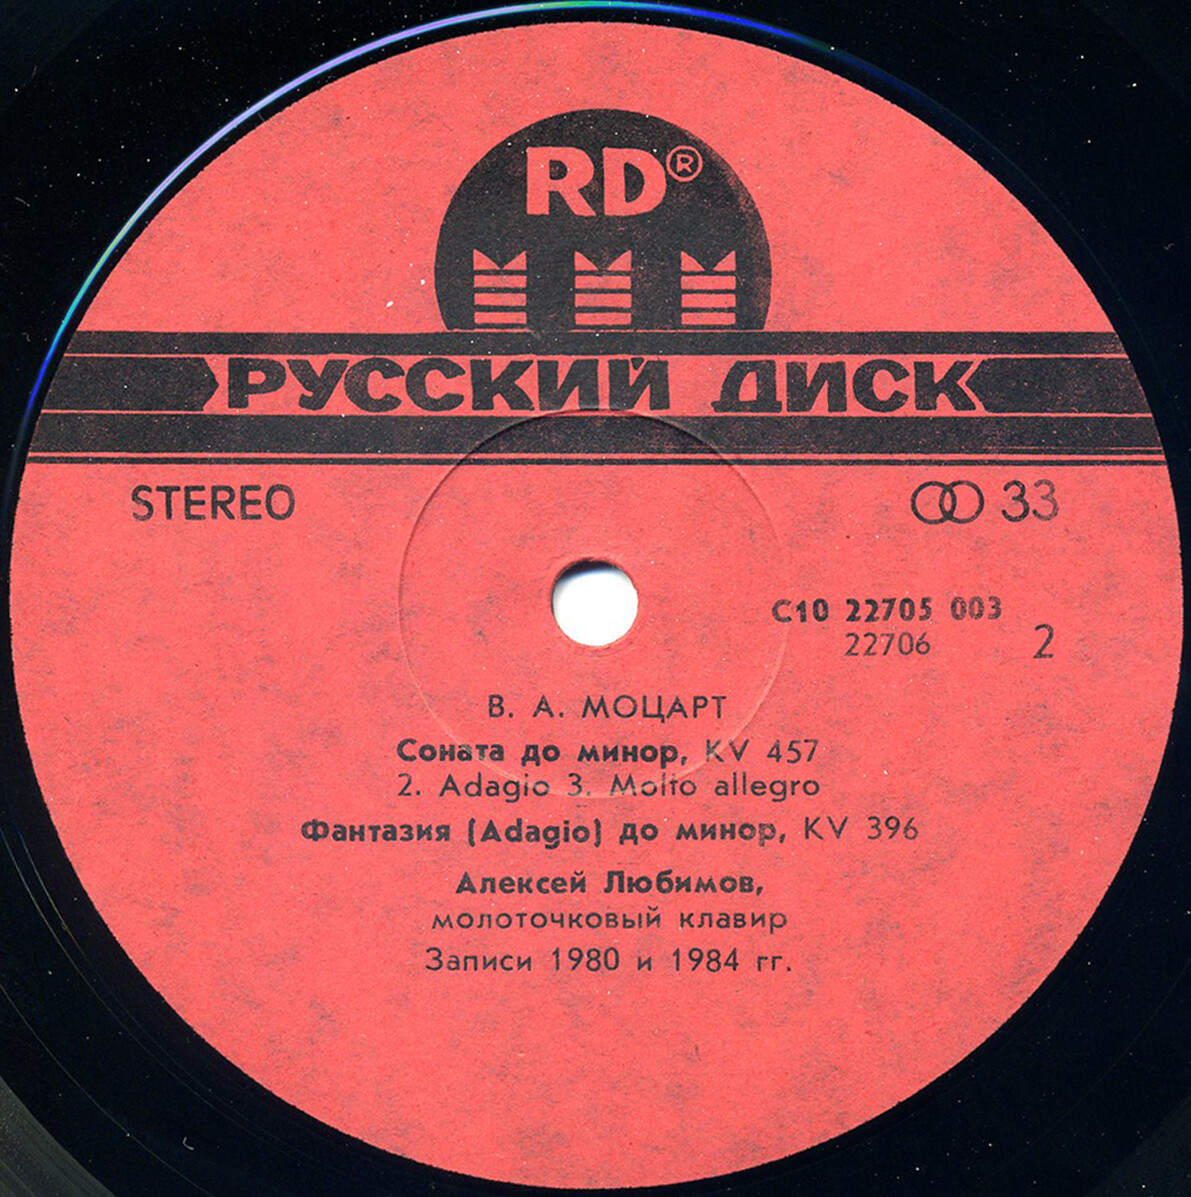 RD®
РУССКИЙ ДИСК
STEREO
33
С10 22705 003
22706
2
В. А. МОЦАРТ
Соната до минор, KV 457
2. Adagio 3. Molto allegro
Фантазия (Adagio) до минор, KV 396
Алексей Любимов,
молоточковый клавир
Записи 1980 и 1984 гг.